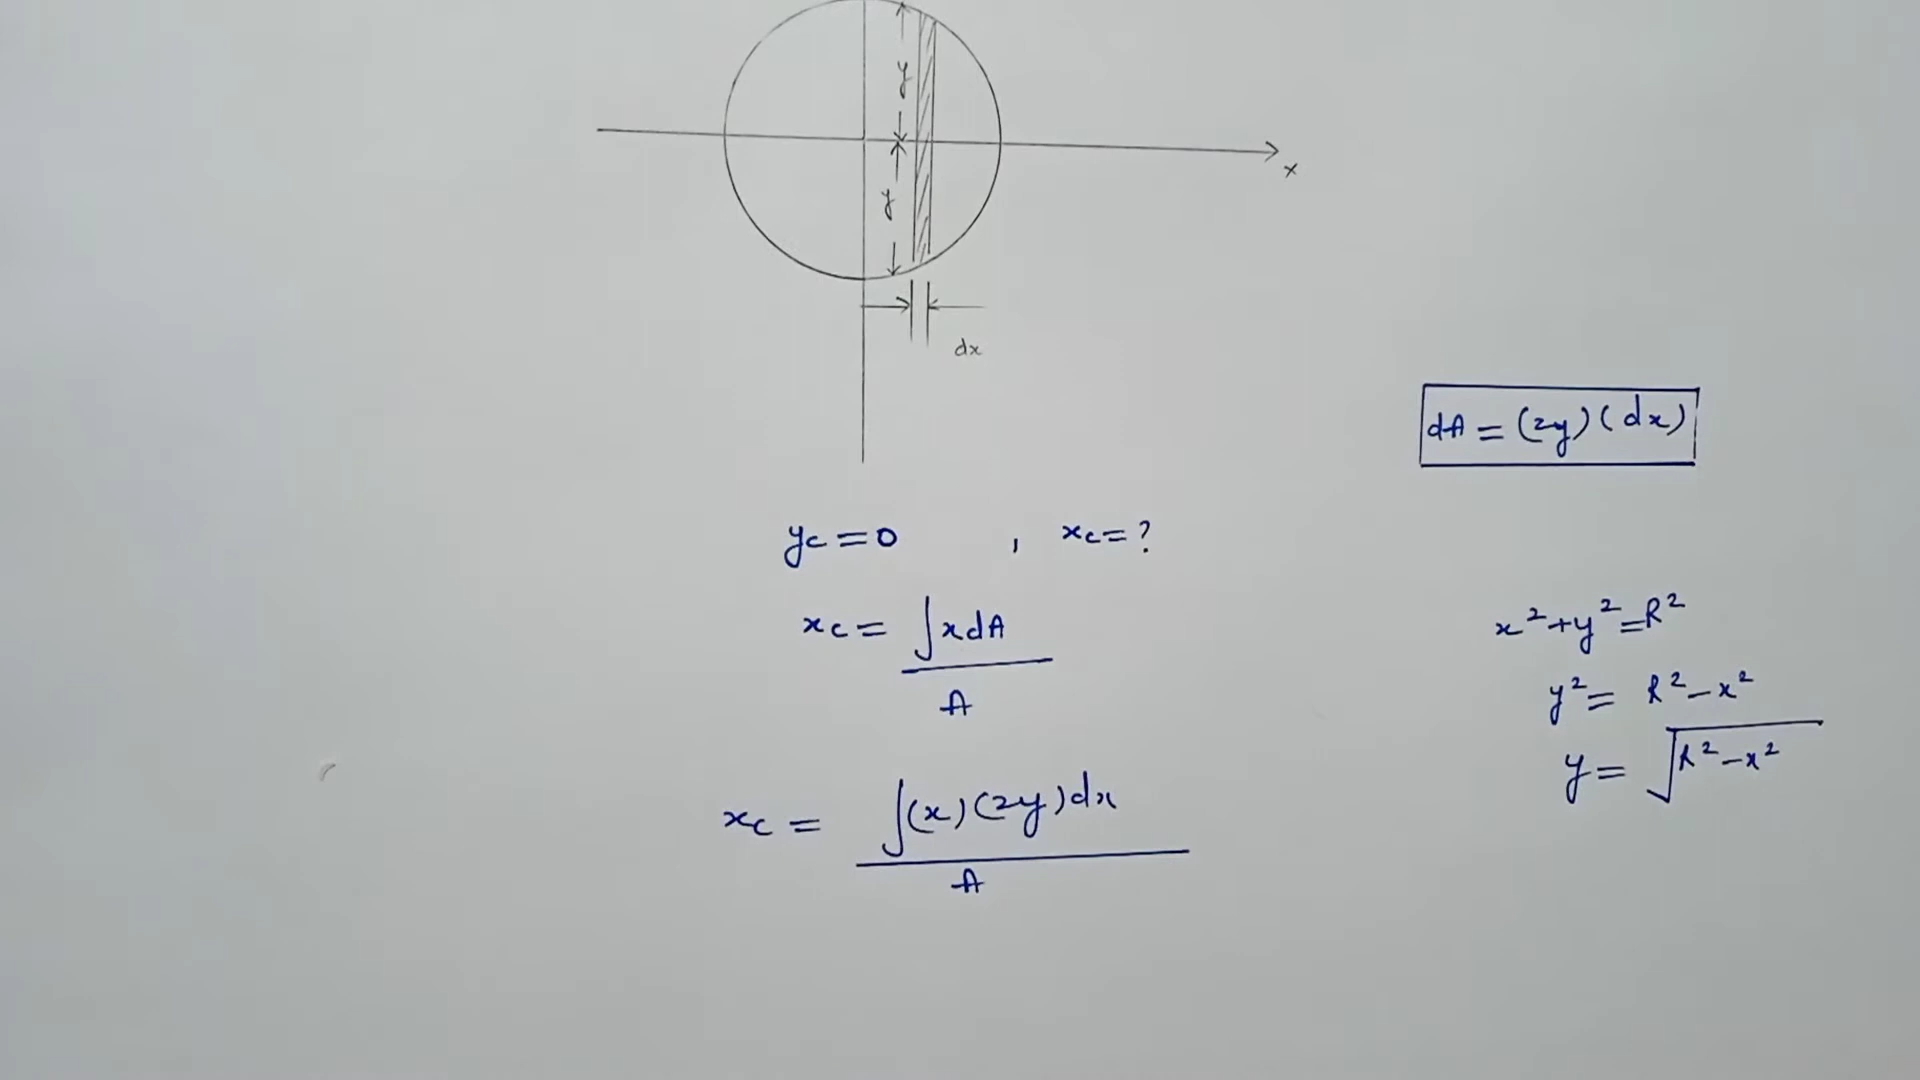 y
x
y
dx
dA = (2y)(dx)
yc = 0 , xc = ?
xc = ∫xdA
A
x²+y²=R²
y² = R²-x²
y = √R²-x²
xc = ∫(x)(2y)dx
A